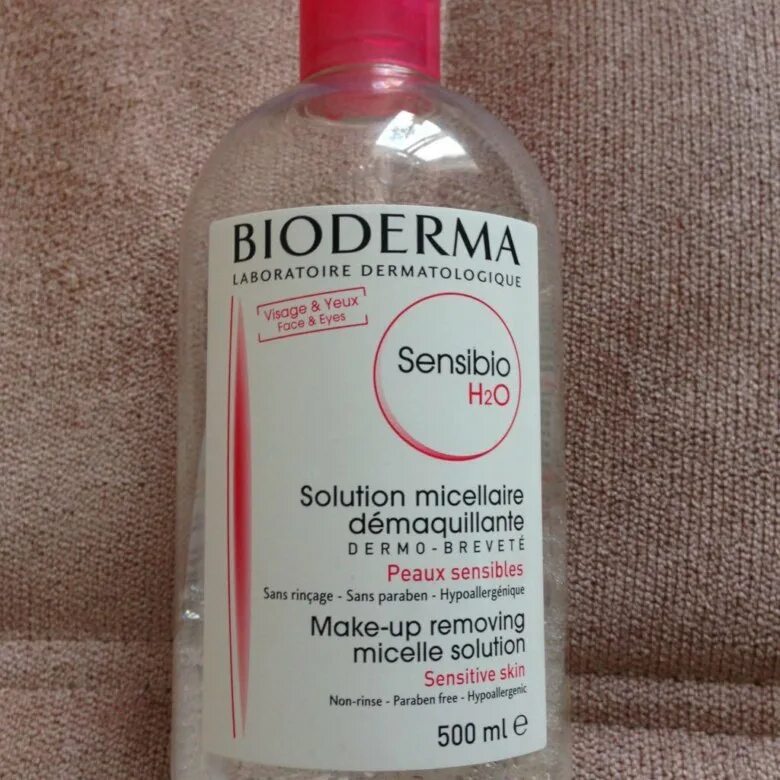 BIODERMA
LABORATOIRE DERMATOLOGIQUE
Visage & Yeux
Face & Eyes
Sensibio
H2O
Solution micellaire
démaquillante
DERMO-BREVETÉ
Peaux sensibles
Sans rinçage - Sans paraben - Hypoallergénique
Make-up removing
micelle solution
Sensitive skin
Non-rinse - Paraben free - Hypoallergenic
500 ml e